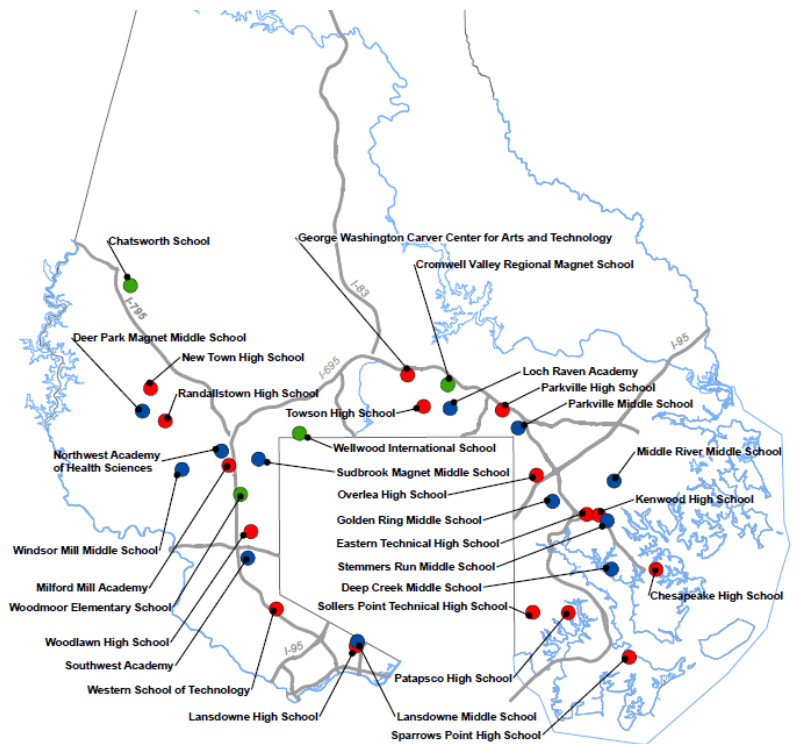 George Washington Carver Center for Arts and Technology
Chatsworth School
Cromwell Valley Regional Magnet School
I-83
I-795
Deer Park Magnet Middle School
I-95
New Town High School
I-695
Loch Raven Academy
Randallstown High School
Parkville High School
Towson High School
Parkville Middle School
Wellwood International School
Northwest Academy
of Health Sciences
Middle River Middle School
Sudbrook Magnet Middle School
Overlea High School
Kenwood High School
Golden Ring Middle School
Eastern Technical High School
Windsor Mill Middle School
Stemmers Run Middle School
Milford Mill Academy
Deep Creek Middle School
Chesapeake High School
Woodmoor Elementary School
Sollers Point Technical High School
Woodlawn High School
I-95
Southwest Academy
Patapsco High School
Western School of Technology
Lansdowne High School
Lansdowne Middle School
Sparrows Point High School